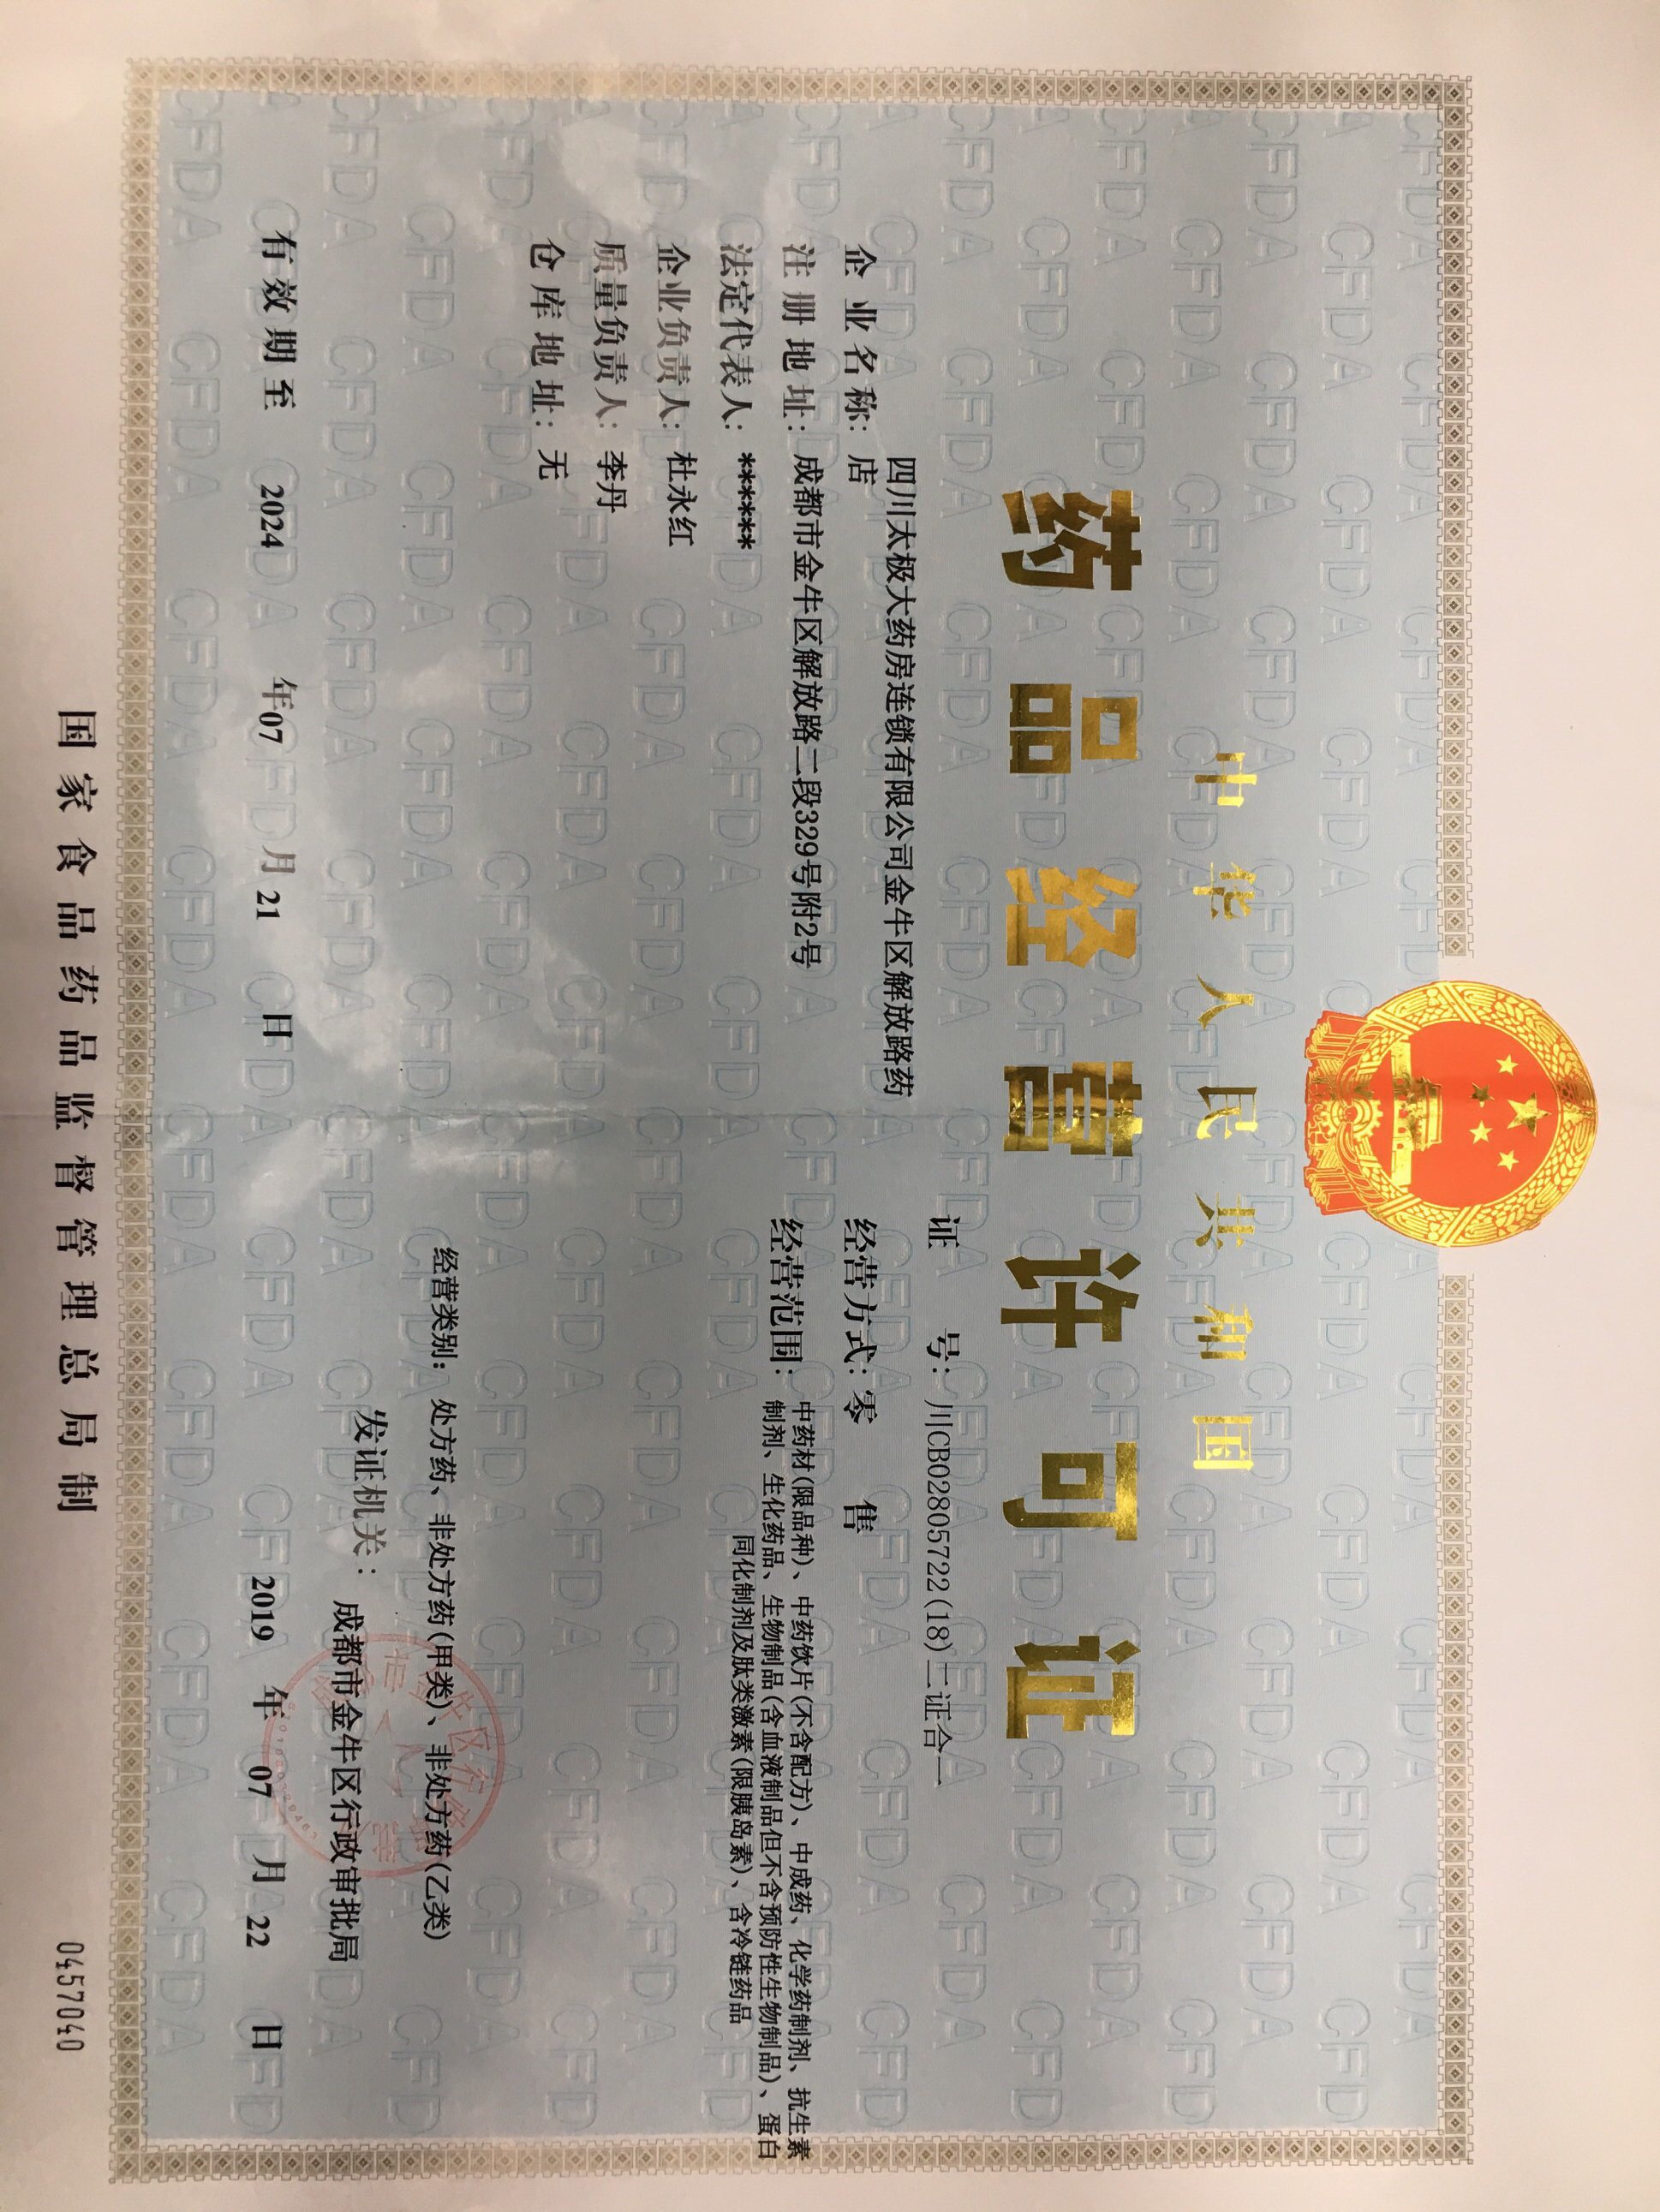 中华人民共和国
药品经营许可证
证 号：川CB02805722(18)二证合一
企业名称：四川太极大药房连锁有限公司金牛区解放路药
店
注册地址：成都市金牛区解放路二段329号附2号
法定代表人：******
企业负责人：杜永红
质量负责人：李丹
仓库地址：无
有效期至 2024 年 07 月 21 日
经营方式：零 售
经营范围：中药材(限品种)、中药饮片(不含配方)、中成药、化学药制剂、抗生素
制剂、生化药品、生物制品(含血液制品但不含预防性生物制品)、蛋白
同化制剂及肽类激素(限胰岛素)、含冷链药品
经营类别：处方药、非处方药(甲类)、非处方药(乙类)
发证机关：成都市金牛区行政审批局
2019 年 07 月 22 日
国家食品药品监督管理总局制
0457040